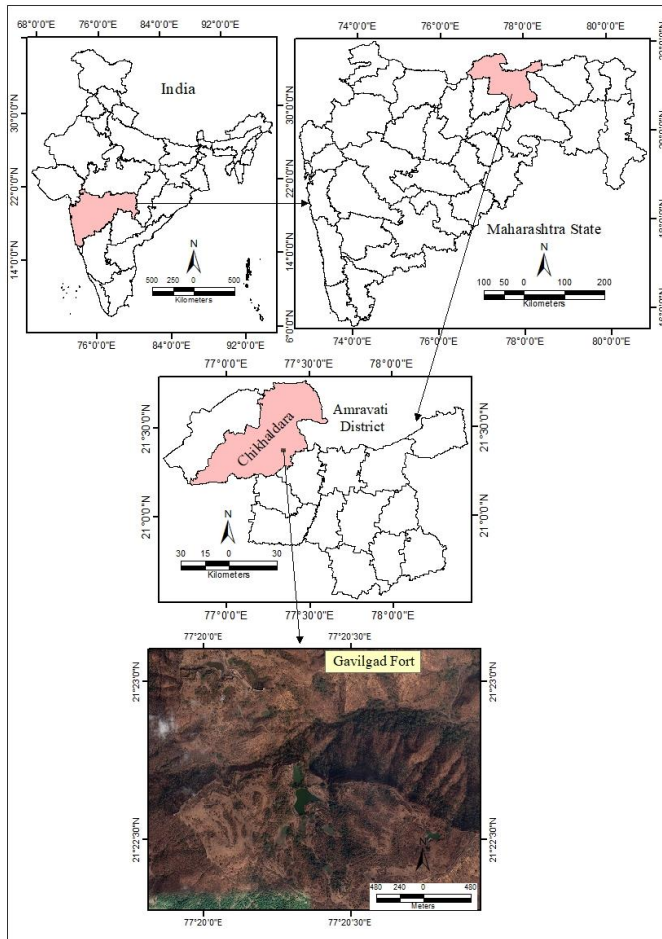 68°0'0"E 76°0'0"E 84°0'0"E 92°0'0"E
India
30°0'0"N
22°0'0"N
14°0'0"N
30°0'0"N
22°0'0"N
14°0'0"N
6°0'0"N
N
500 250 0 500
Kilometers
76°0'0"E 84°0'0"E 92°0'0"E
74°0'0"E 76°0'0"E 78°0'0"E 80°0'0"E
Maharashtra State
N
100 50 0 100 200
Kilometers
74°0'0"E 76°0'0"E 78°0'0"E 80°0'0"E
77°0'0"E 77°30'0"E 78°0'0"E
21°30'0"N
21°0'0"N
Amravati
District
Chikhaldara
21°30'0"N
21°0'0"N
N
30 15 0 30
Kilometers
77°0'0"E 77°30'0"E 78°0'0"E
77°20'0"E 77°20'30"E
Gavilgad Fort
21°23'0"N
21°22'30"N
21°23'0"N
21°22'30"N
N
480 240 0 480
Meters
77°20'0"E 77°20'30"E